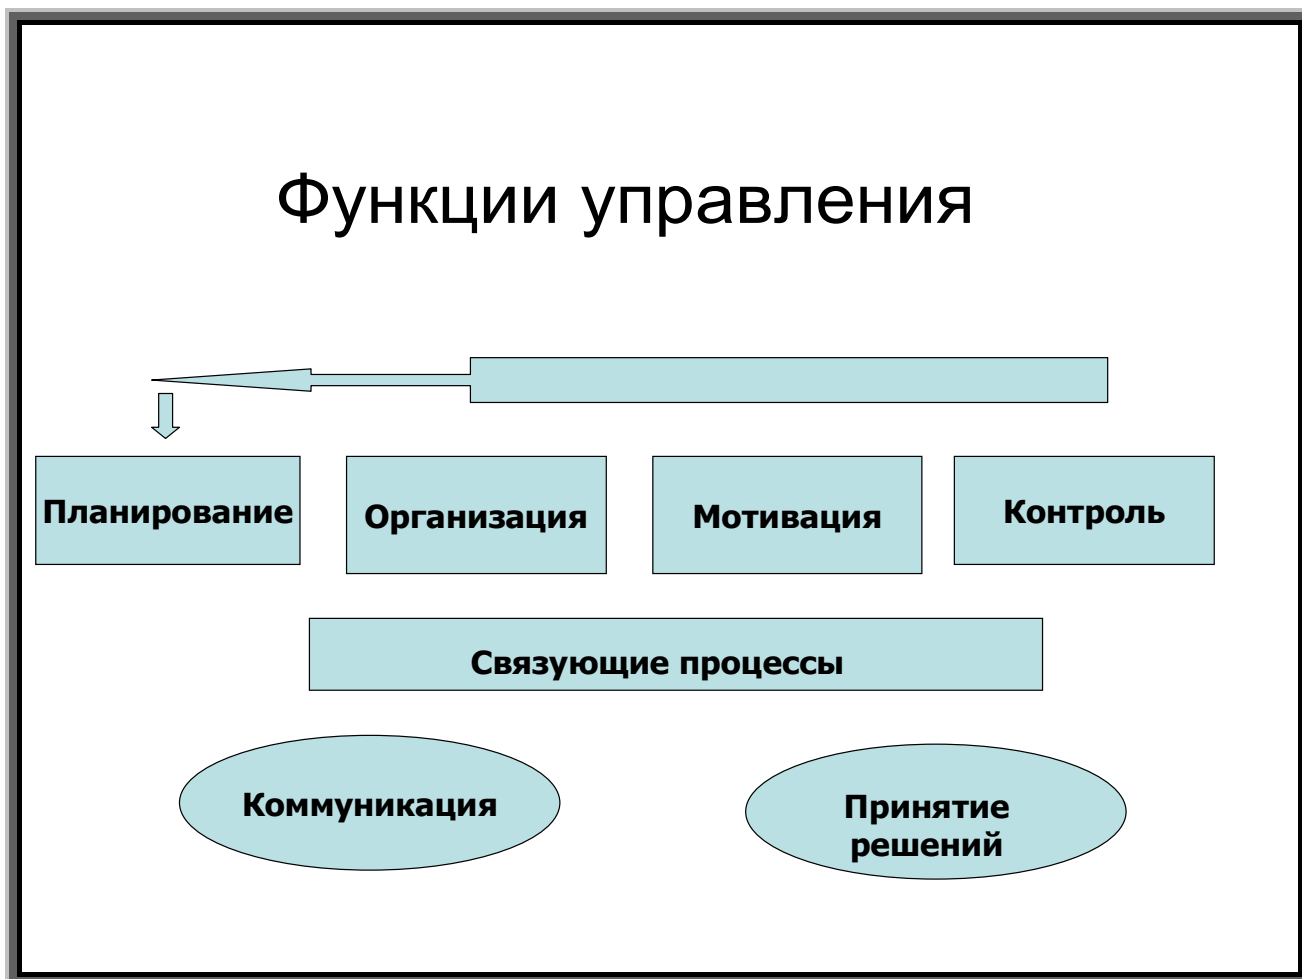 Функции управления
Планирование
Организация
Мотивация
Контроль
Связующие процессы
Коммуникация
Принятие
решений